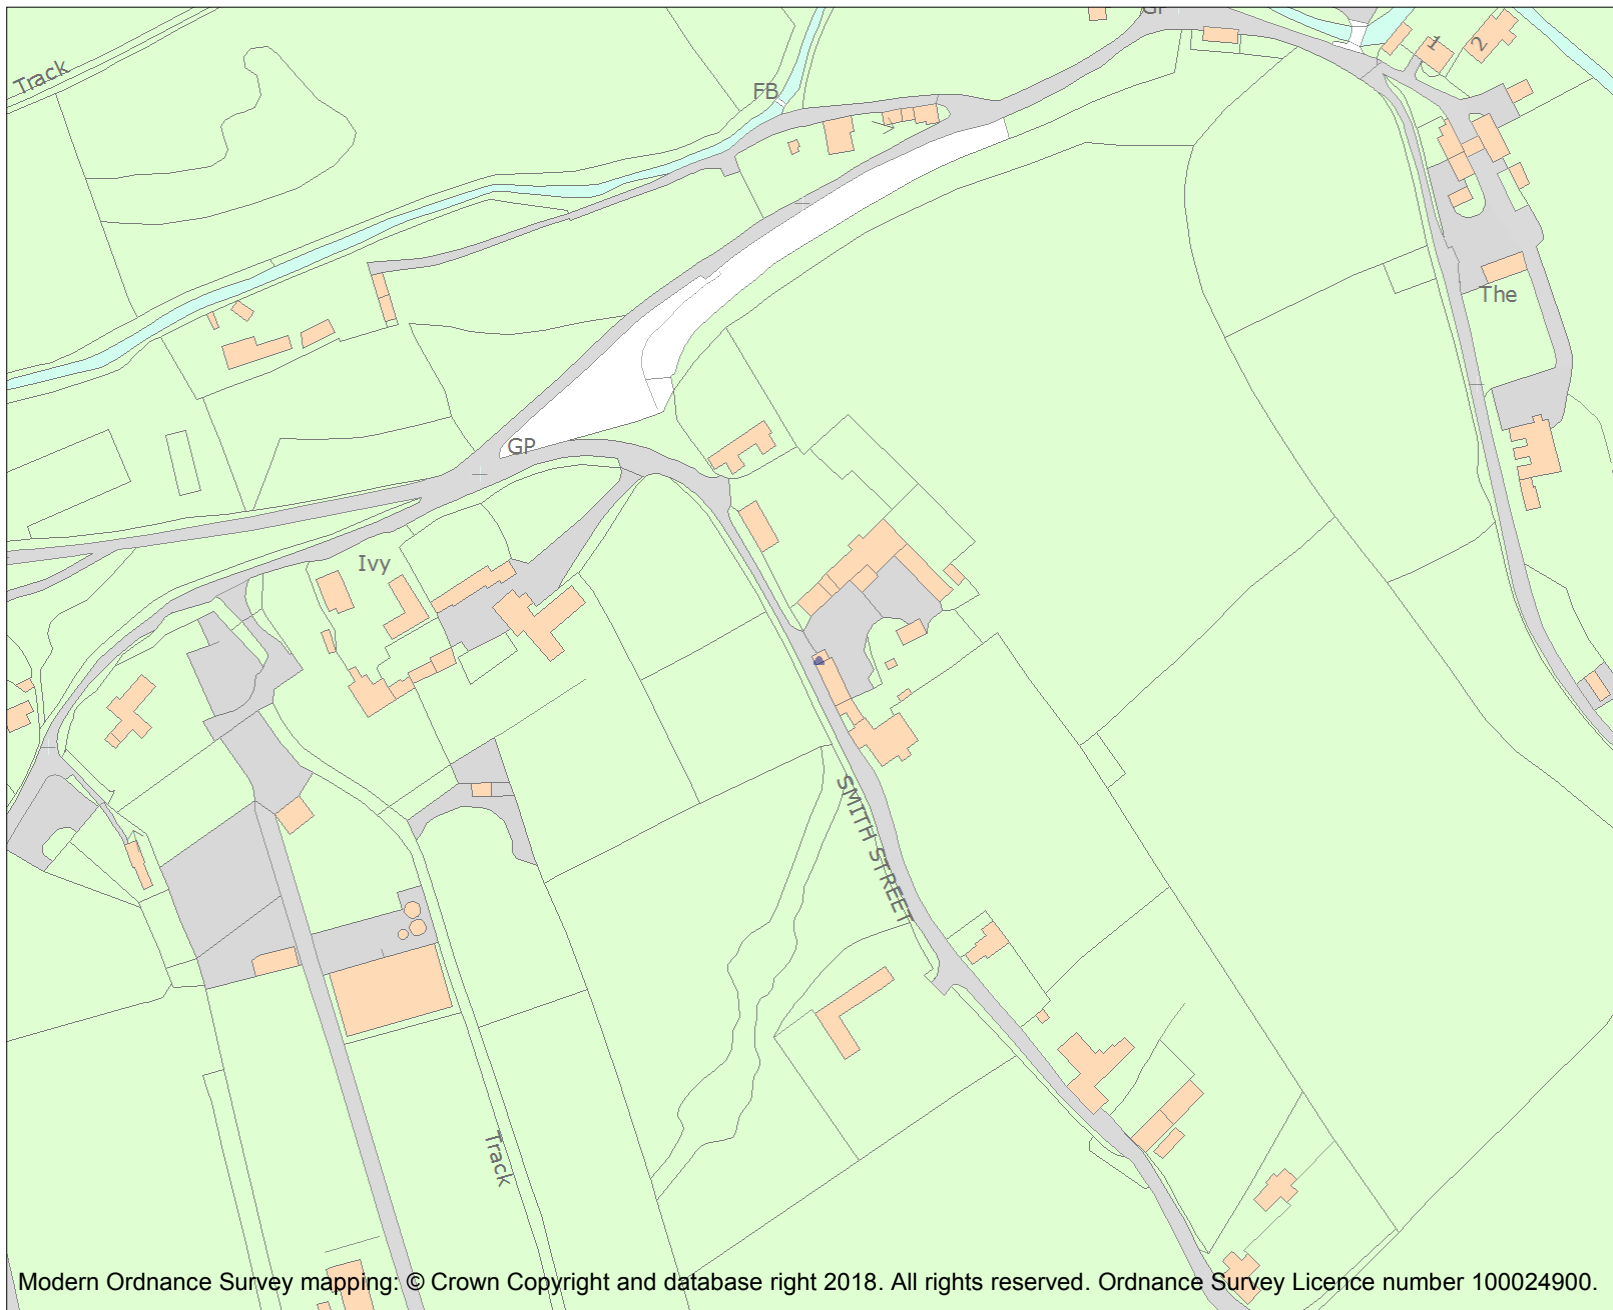 GP
Track
1
2
FB
The
GP
Ivy
SMITH STREET
Track
Modern Ordnance Survey mapping: © Crown Copyright and database right 2018. All rights reserved. Ordnance Survey Licence number 100024900.